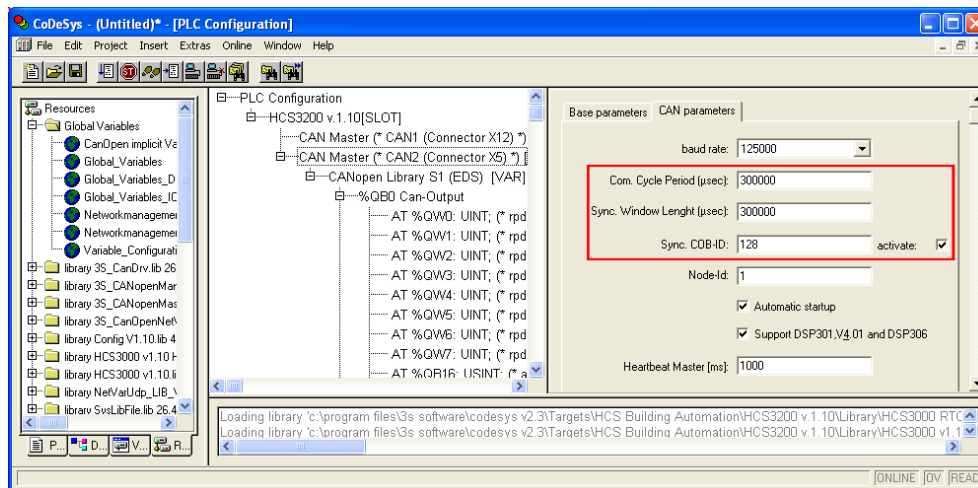 CoDeSys - (Untitled)* - [PLC Configuration]
File Edit Project Insert Extras Online Window Help
Resources
Global Variables
CanOpen implicit Va
Global_Variables
Global_Variables_D
Global_Variables_IC
Networkmanagemei
Networkmanagemei
Variable_Configurati
library 3S_CanDrv.lib 26
library 3S_CANopenMar
library 3S_CANopenMas
library 3S_CanOpenNet
library Config V1.10.lib 4
library HCS3000 v1.10 H
library HCS3000 v1.10.li
library NetVarUdp_LIB_V
library SysLibFile.lib 26.4
P... D... V... R...
PLC Configuration
HCS3200 v.1.10[SLOT]
CAN Master (* CAN1 (Connector X12) *)
CAN Master (* CAN2 (Connector X5) *) [
CANopen Library S1 (EDS) [VAR]
%QB0 Can-Output
AT %QW0: UINT; (* rpd
AT %QW1: UINT; (* rpd
AT %QW2: UINT; (* rpd
AT %QW3: UINT; (* rpd
AT %QW4: UINT; (* rpd
AT %QW5: UINT; (* rpd
AT %QW6: UINT; (* rpd
AT %QW7: UINT; (* rpd
AT %QB16: USINT; (* a
Base parameters CAN parameters
baud rate: 125000
Com. Cycle Period (µsec): 300000
Sync. Window Lenght (µsec): 300000
Sync. COB-ID: 128 activate:
Node-Id: 1
Automatic startup
Support DSP301,V4.01 and DSP306
Heartbeat Master [ms]: 1000
Loading library 'c:\program files\3s software\codesys v2.3\Targets\HCS Building Automation\HCS3200 v.1.10\Library\HCS3000 RTC
Loading library 'c:\program files\3s software\codesys v2.3\Targets\HCS Building Automation\HCS3200 v.1.10\Library\HCS3000 v1.1
ONLINE OV READ